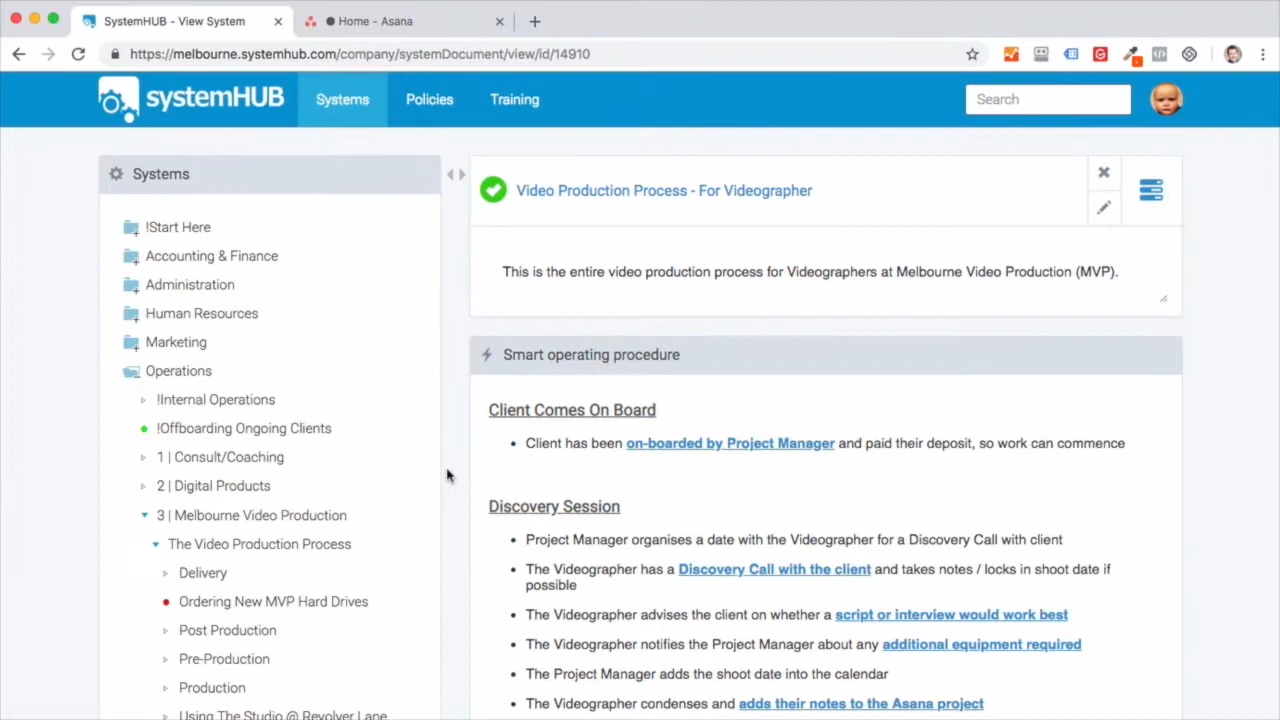 SystemHUB - View System
Home - Asana
https://melbourne.systemhub.com/company/systemDocument/view/id/14910
systemHUB
Systems
Policies
Training
Search
Systems
!Start Here
Accounting & Finance
Administration
Human Resources
Marketing
Operations
!Internal Operations
!Offboarding Ongoing Clients
1 | Consult/Coaching
2 | Digital Products
3 | Melbourne Video Production
The Video Production Process
Delivery
Ordering New MVP Hard Drives
Post Production
Pre-Production
Production
Using The Studio @ Revolver Lane
Video Production Process - For Videographer
This is the entire video production process for Videographers at Melbourne Video Production (MVP).
Smart operating procedure
Client Comes On Board
Client has been on-boarded by Project Manager and paid their deposit, so work can commence
Discovery Session
Project Manager organises a date with the Videographer for a Discovery Call with client
The Videographer has a Discovery Call with the client and takes notes / locks in shoot date if
possible
The Videographer advises the client on whether a script or interview would work best
The Videographer notifies the Project Manager about any additional equipment required
The Project Manager adds the shoot date into the calendar
The Videographer condenses and adds their notes to the Asana project